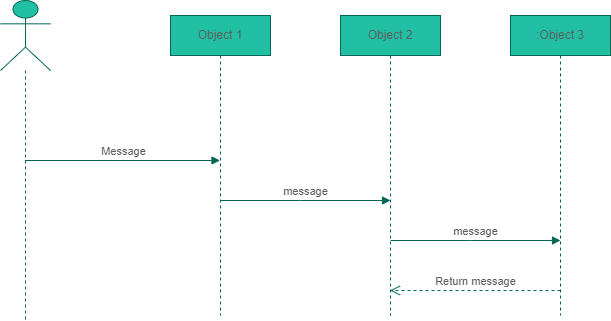 Object 1
Object 2
:Object 3
Message
message
message
Return message